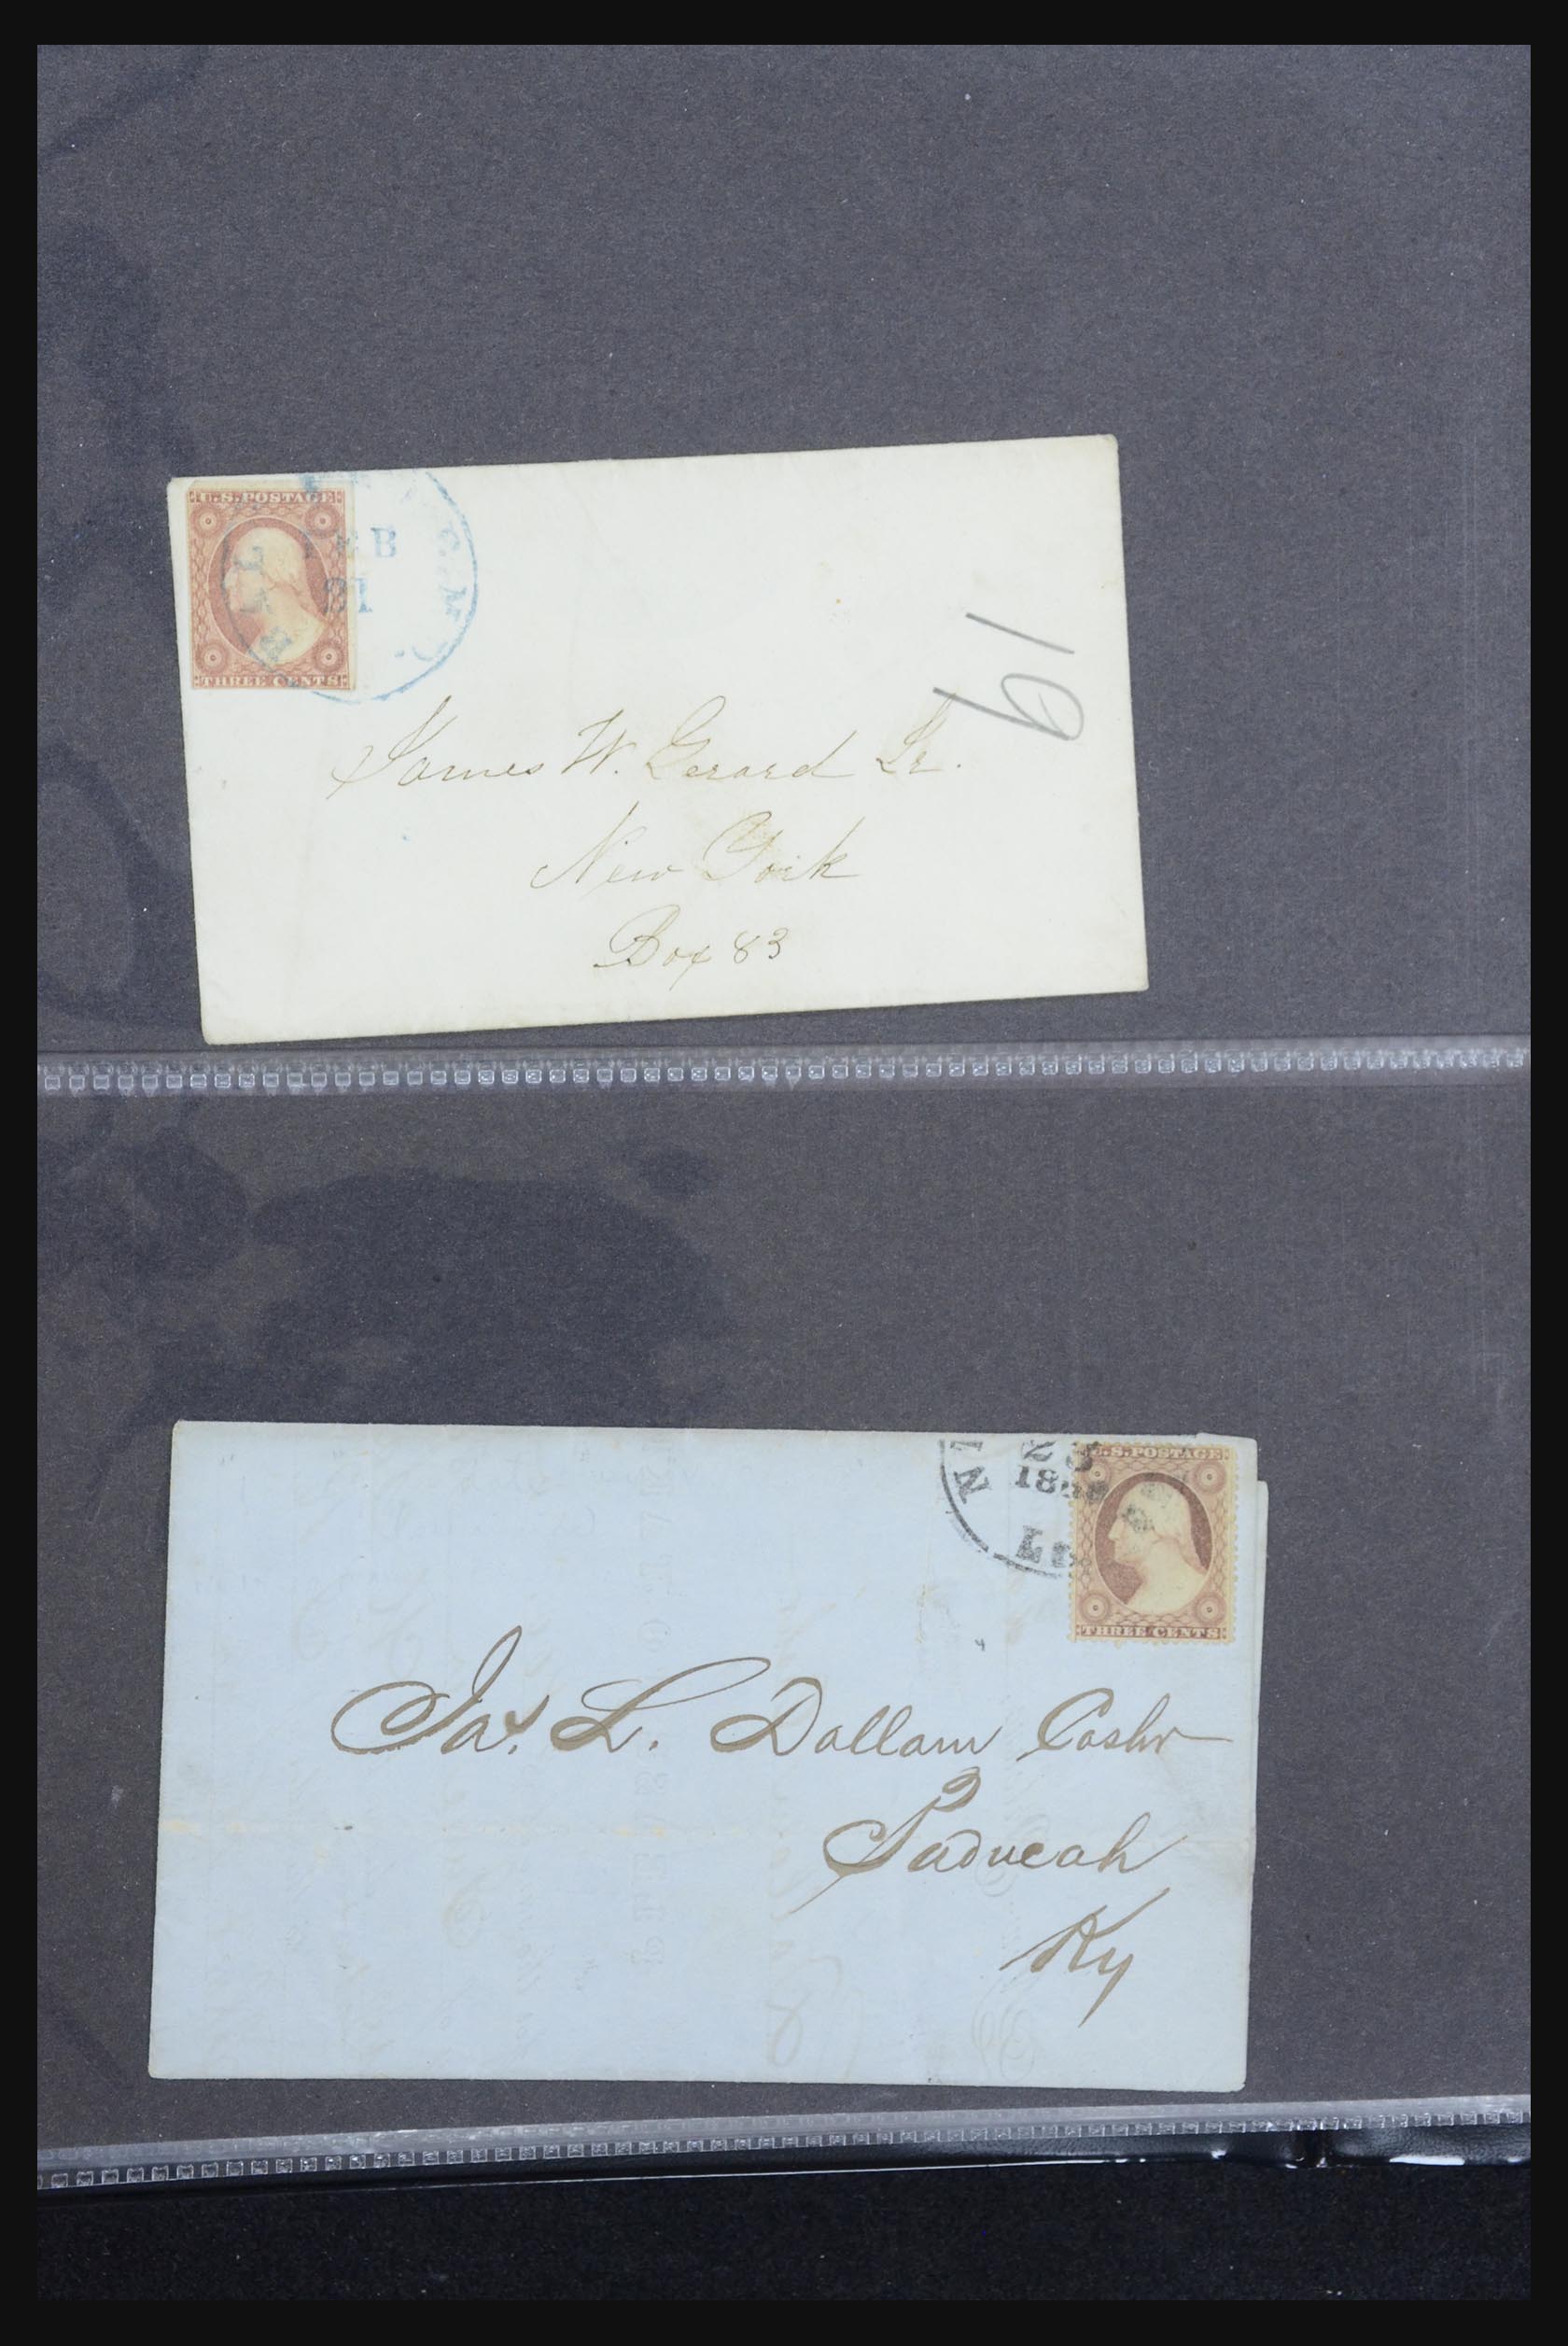 U.S. POSTAGE
THREE CENTS
FEB
21
19
James W. Gerard Jr.
New York
Box 83
U.S. POSTAGE
THREE CENTS
Jas. L. Dallam Cashr
Paducah
Ky